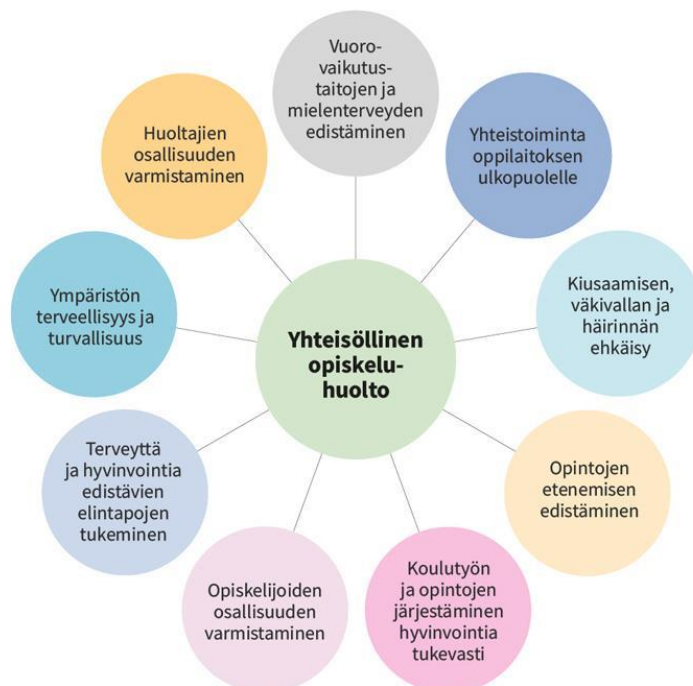 Vuoro-
vaikutus-
taitojen ja
mielenterveyden
edistäminen
Yhteistoiminta
oppilaitoksen
ulkopuolelle
Kiusaamisen,
väkivallan ja
häirinnän
ehkäisy
Opintojen
etenemisen
edistäminen
Koulutyön
ja opintojen
järjestäminen
hyvinvointia
tukevasti
Opiskelijoiden
osallisuuden
varmistaminen
Terveyttä
ja hyvinvointia
edistävien
elintapojen
tukeminen
Ympäristön
terveellisyys ja
turvallisuus
Huoltajien
osallisuuden
varmistaminen
Yhteisöllinen
opiskelu-
huolto